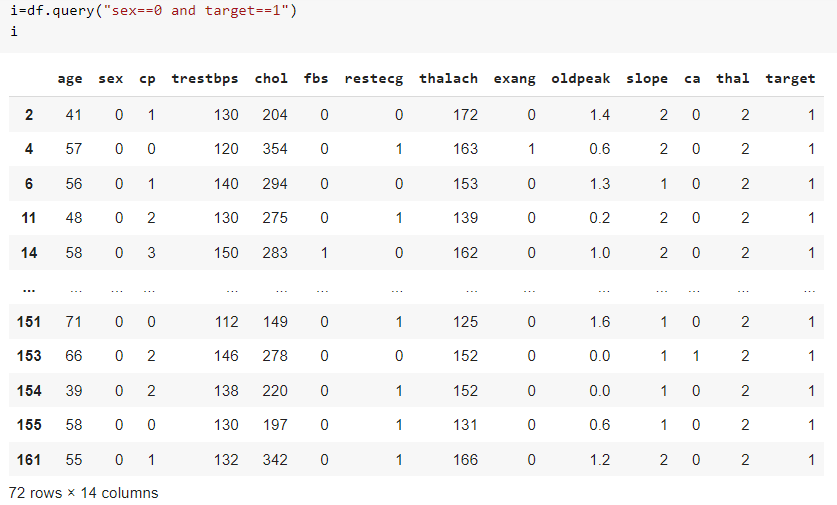 i=df.query("sex==0 and target==1")
i
age sex cp trestbps chol fbs restecg thalach exang oldpeak slope ca thal target
2 41 0 1 130 204 0 0 172 0 1.4 2 0 2 1
4 57 0 0 120 354 0 1 163 1 0.6 2 0 2 1
6 56 0 1 140 294 0 0 153 0 1.3 1 0 2 1
11 48 0 2 130 275 0 1 139 0 0.2 2 0 2 1
14 58 0 3 150 283 1 0 162 0 1.0 2 0 2 1
... ... ... ... ... ... ... ... ... ... ... ... ... ... ...
151 71 0 0 112 149 0 1 125 0 1.6 1 0 2 1
153 66 0 2 146 278 0 0 152 0 0.0 1 1 2 1
154 39 0 2 138 220 0 1 152 0 0.0 1 0 2 1
155 58 0 0 130 197 0 1 131 0 0.6 1 0 2 1
161 55 0 1 132 342 0 1 166 0 1.2 2 0 2 1
72 rows × 14 columns